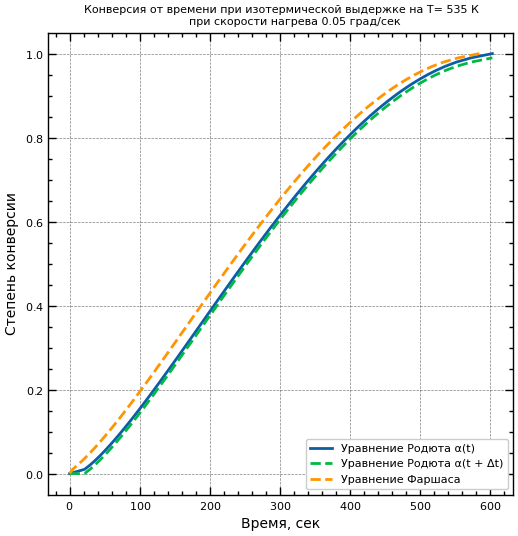 Конверсия от времени при изотермической выдержке на T= 535 К
при скорости нагрева 0.05 град/сек
1.0
0.8
0.6
0.4
0.2
0.0
Степень конверсии
0 100 200 300 400 500 600
Время, сек
Уравнение Родюта α(t)
Уравнение Родюта α(t + Δt)
Уравнение Фаршаса